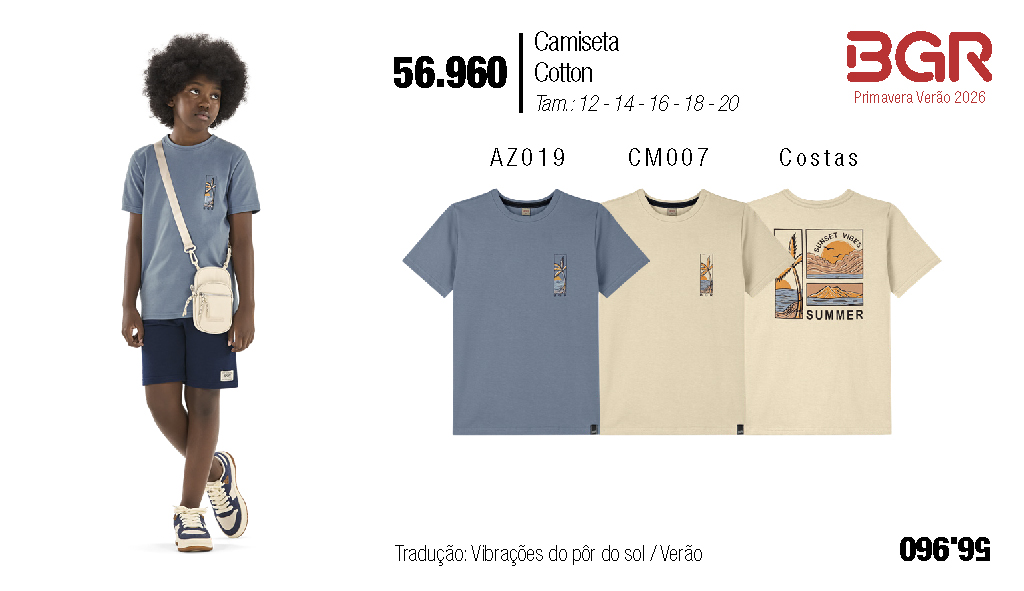 56.960
Camiseta
Cotton
Tam.: 12 - 14 - 16 - 18 - 20
BGR
Primavera Verão 2026
AZ019
CM007
Costas
SUNSET VIBES
SUMMER
Tradução: Vibrações do pôr do sol / Verão
56.960